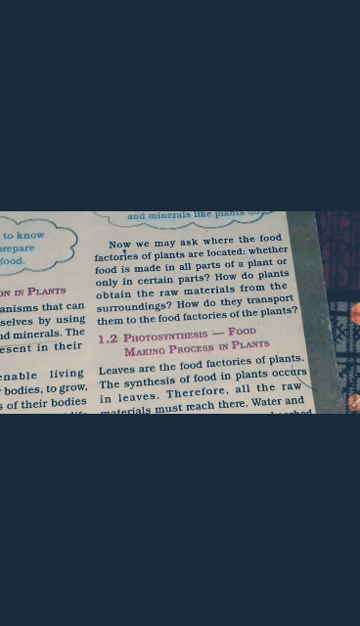 to know
prepare
food.
ON IN PLANTS
anisms that can
selves by using
nd minerals. The
esent in their
enable living
bodies, to grow,
s of their bodies
and minerals like plants do.
Now we may ask where the food
factories of plants are located: whether
food is made in all parts of a plant or
only in certain parts? How do plants
obtain the raw materials from the
surroundings? How do they transport
them to the food factories of the plants?
1.2 PHOTOSYNTHESIS — FOOD
MAKING PROCESS IN PLANTS
Leaves are the food factories of plants.
The synthesis of food in plants occurs
in leaves. Therefore, all the raw
materials must reach there. Water and